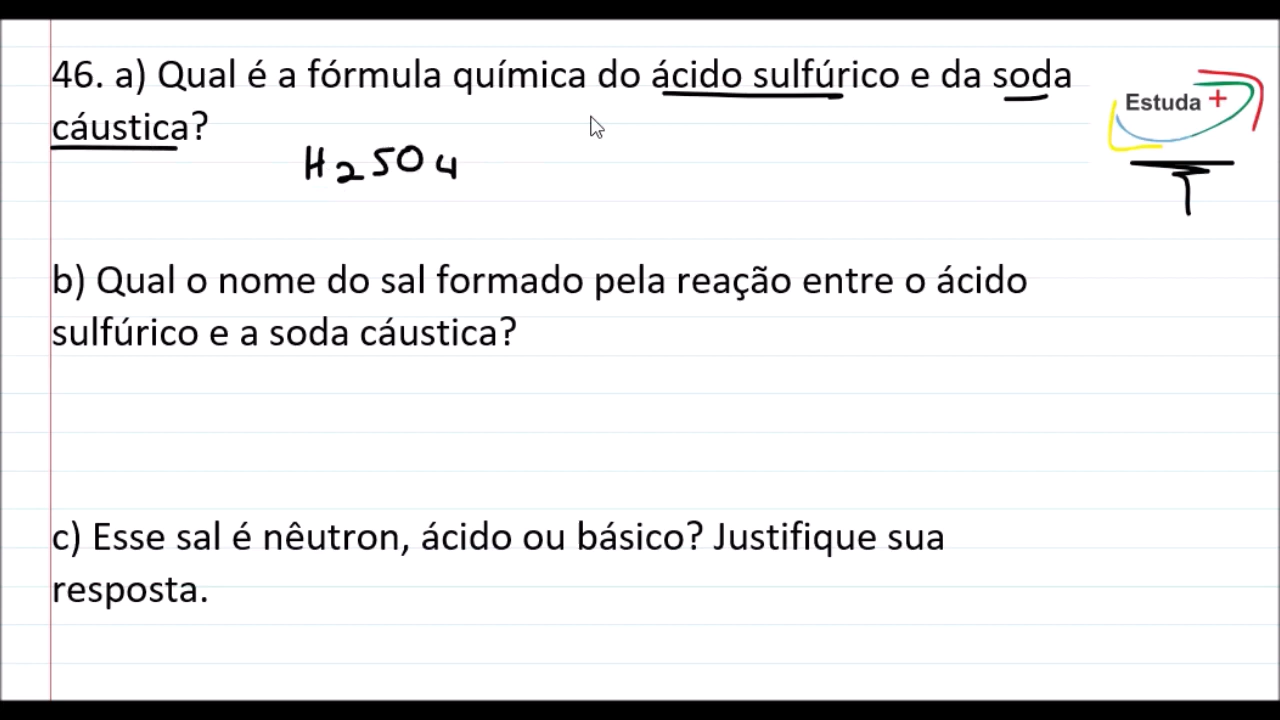 46. a) Qual é a fórmula química do ácido sulfúrico e da soda
cáustica?
H2SO4
Estuda +
b) Qual o nome do sal formado pela reação entre o ácido
sulfúrico e a soda cáustica?
c) Esse sal é nêutron, ácido ou básico? Justifique sua
resposta.